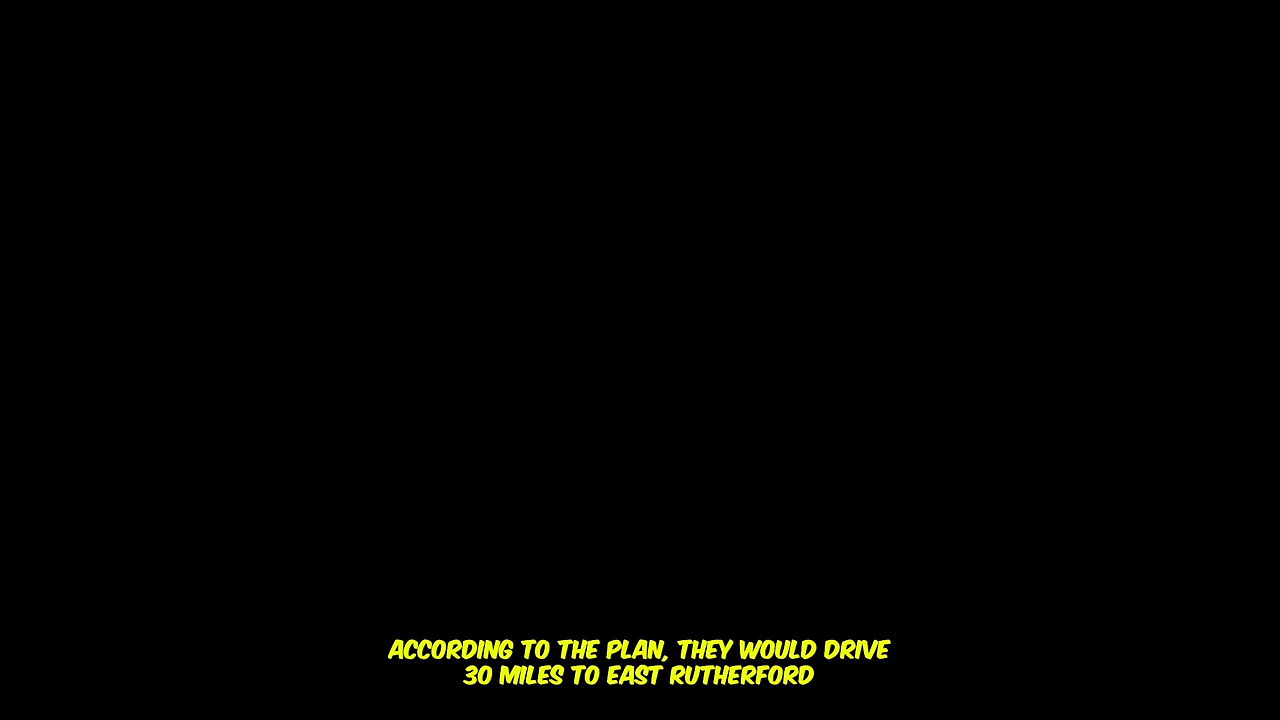 ACCORDING TO THE PLAN, THEY WOULD DRIVE
30 MILES TO EAST RUTHERFORD